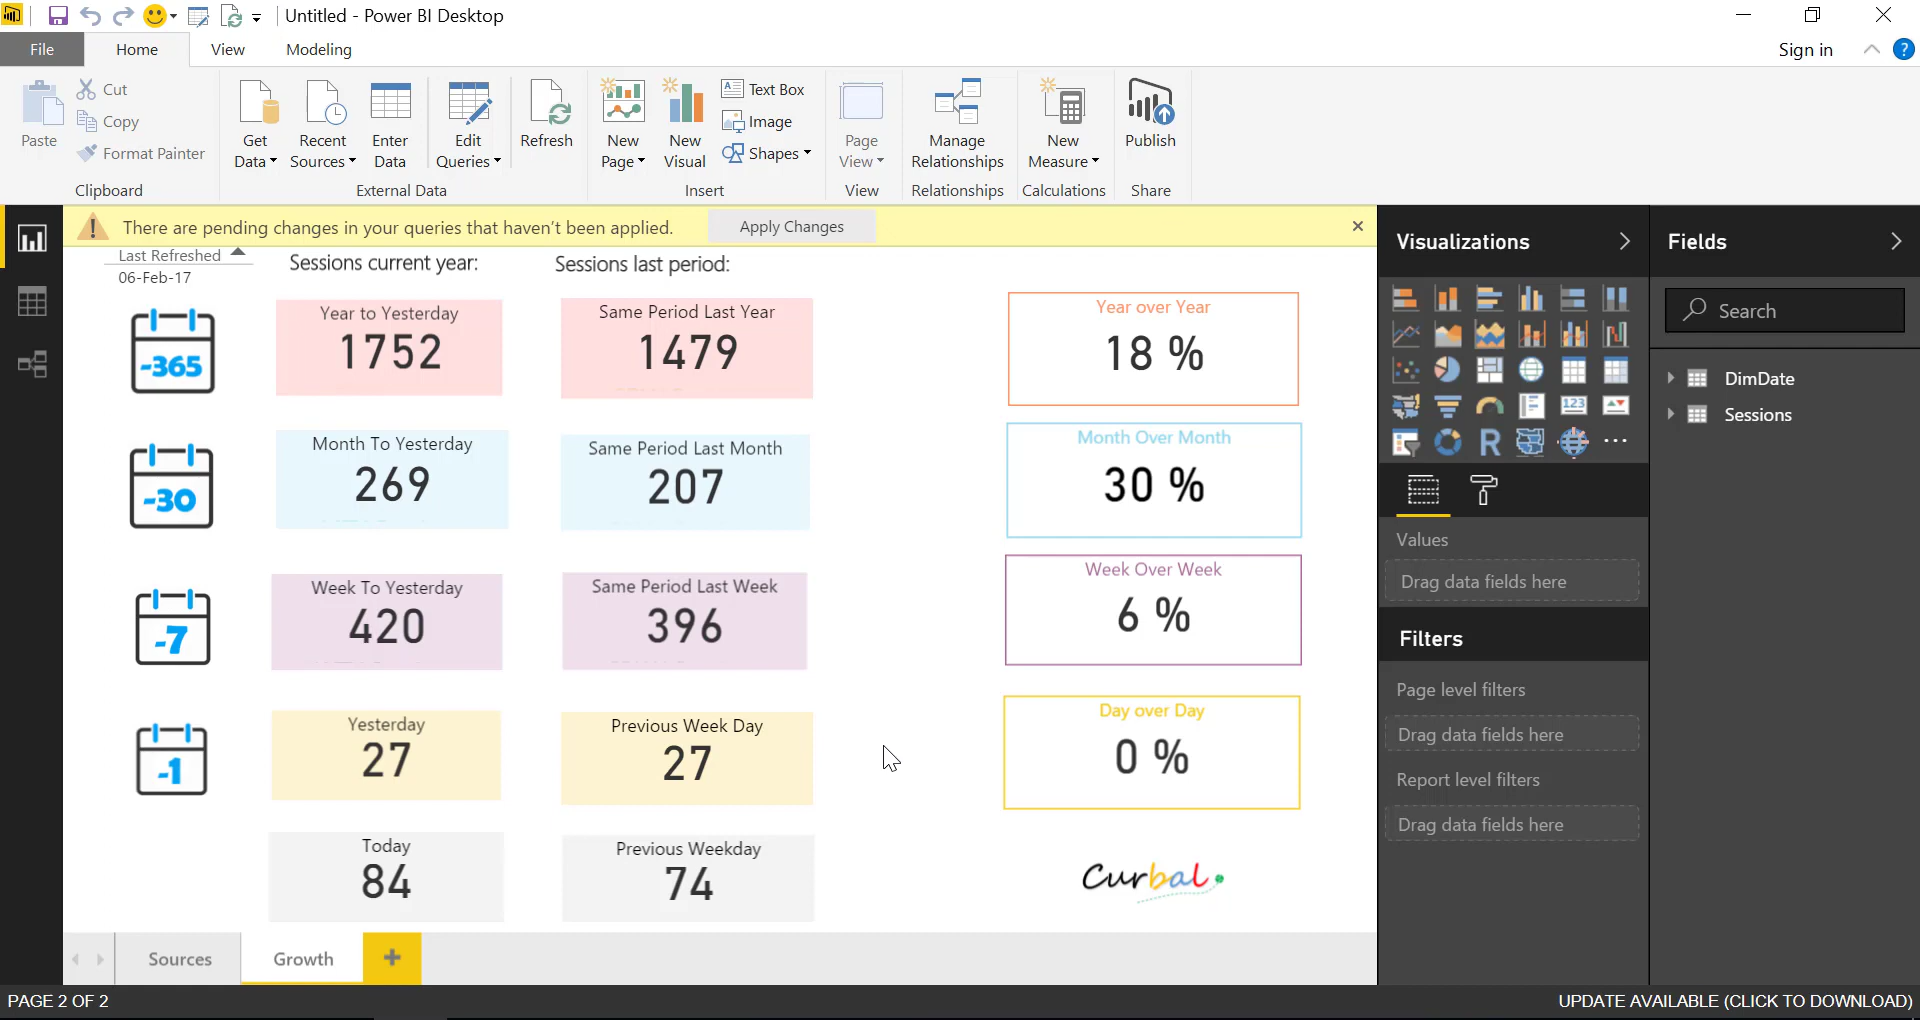 Untitled - Power BI Desktop
File Home View Modeling Sign in ?
Paste
Cut
Copy
Format Painter
Clipboard
Get Data
Recent Sources
Enter Data
Edit Queries
Refresh
External Data
New Page
New Visual
Text Box
Image
Shapes
Insert
Page View
View
Manage Relationships
Relationships
New Measure
Calculations
Publish
Share
There are pending changes in your queries that haven't been applied. Apply Changes
Last Refreshed
06-Feb-17
Sessions current year: Sessions last period:
-365
Year to Yesterday
1752
Same Period Last Year
1479
Year over Year
18 %
-30
Month To Yesterday
269
Same Period Last Month
207
Month Over Month
30 %
-7
Week To Yesterday
420
Same Period Last Week
396
Week Over Week
6 %
-1
Yesterday
27
Previous Week Day
27
Day over Day
0 %
Today
84
Previous Weekday
74
Curbal
Sources Growth +
Visualizations
R
123
Values
Drag data fields here
Filters
Page level filters
Drag data fields here
Report level filters
Drag data fields here
Fields
Search
DimDate
Sessions
PAGE 2 OF 2 UPDATE AVAILABLE (CLICK TO DOWNLOAD)